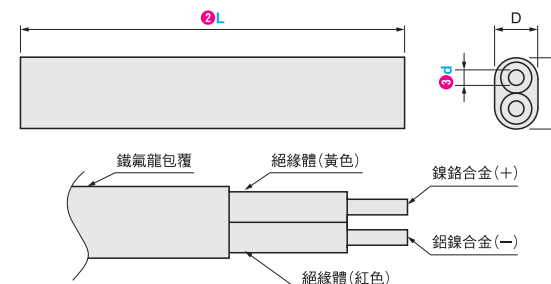 ❷L
D
❸d
鐵氟龍包覆
絕緣體(黃色)
鎳鉻合金(+)
鋁鎳合金(−)
絕緣體(紅色)